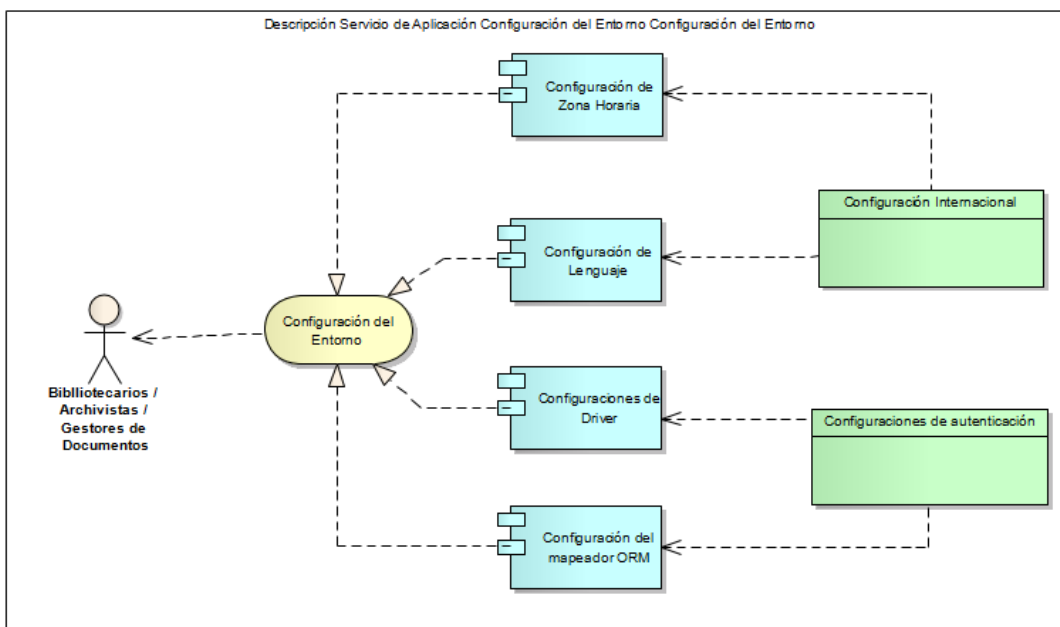 Descripción Servicio de Aplicación Configuración del Entorno Configuración del Entorno
Configuración de
Zona Horaria
Configuración Internacional
Configuración de
Lenguaje
Configuración del
Entorno
Biblliotecarios /
Archivistas /
Gestores de
Documentos
Configuraciones de
Driver
Configuraciones de autenticación
Configuración del
mapeador ORM